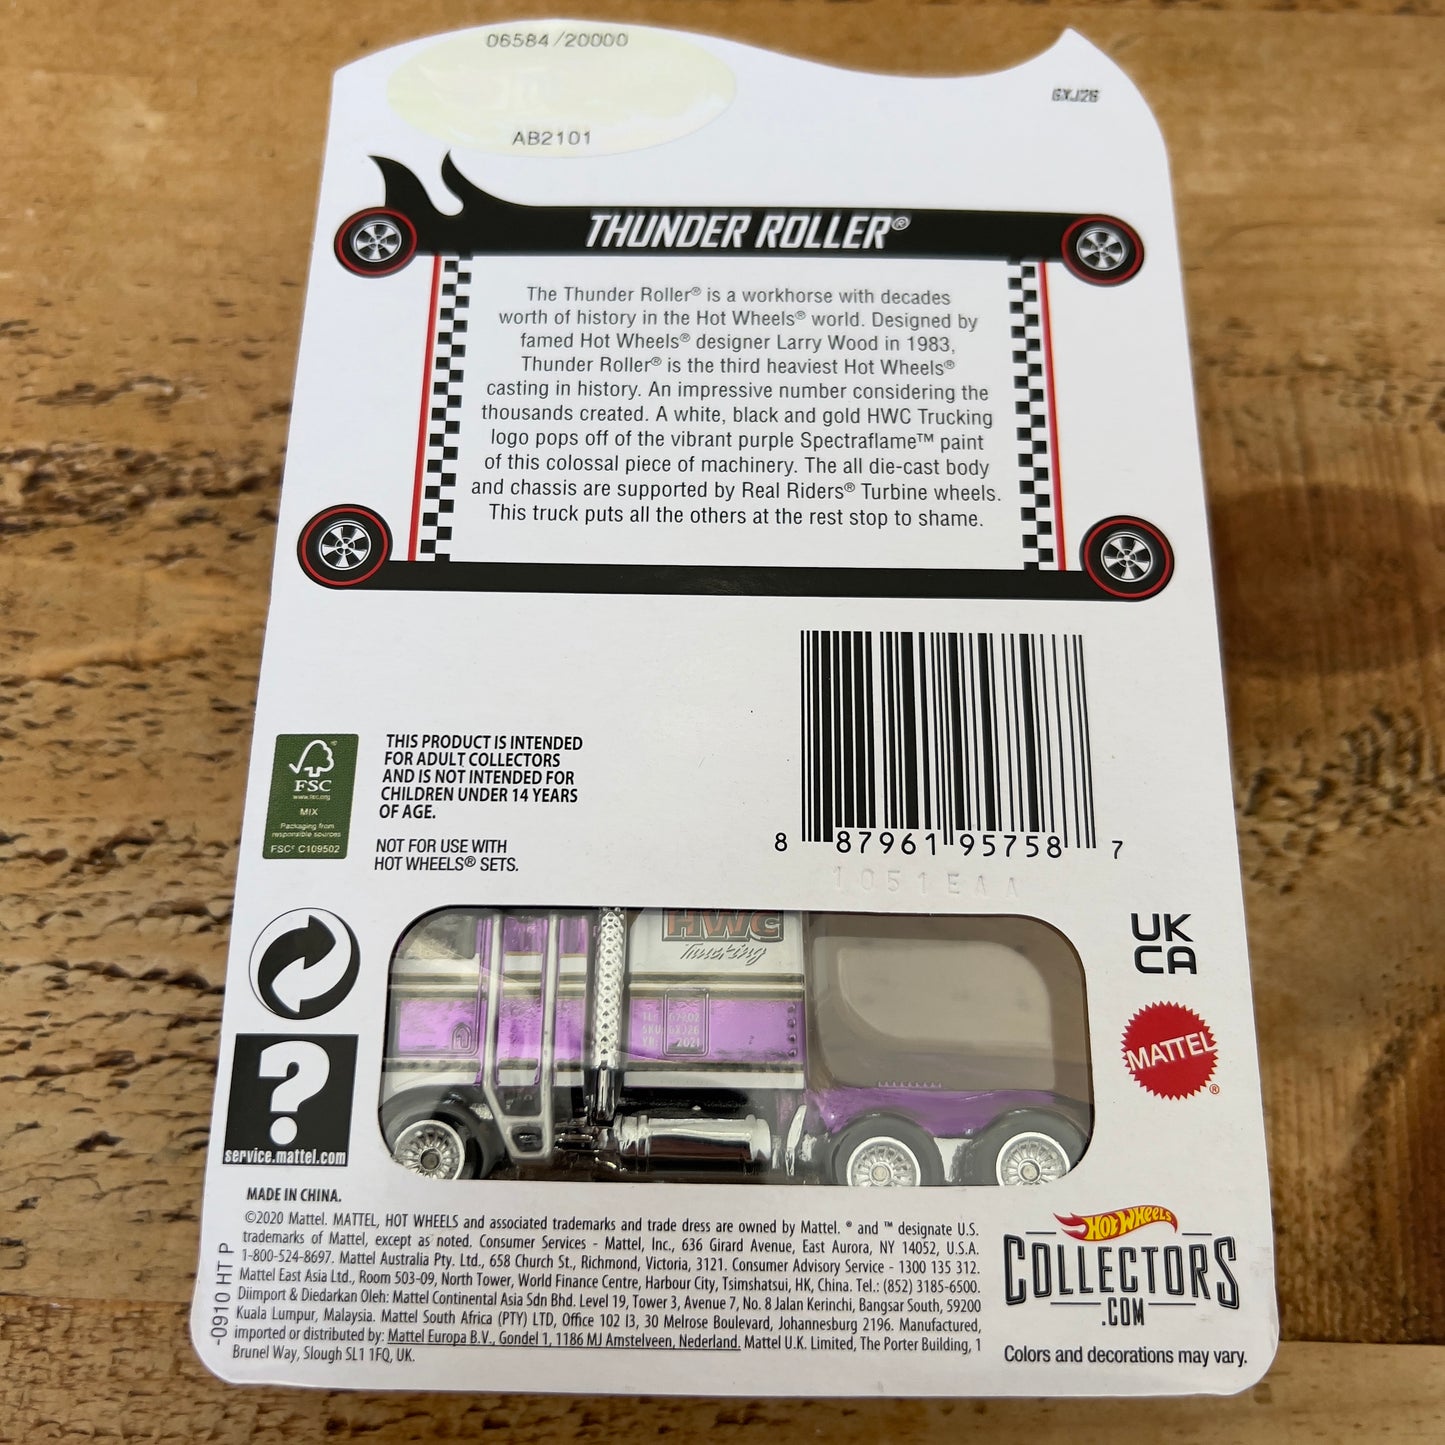 06584/20000
AB2101
GXJ26
THUNDER ROLLER®
The Thunder Roller® is a workhorse with decades
worth of history in the Hot Wheels® world. Designed by
famed Hot Wheels® designer Larry Wood in 1983,
Thunder Roller® is the third heaviest Hot Wheels®
casting in history. An impressive number considering the
thousands created. A white, black and gold HWC Trucking
logo pops off of the vibrant purple Spectraflame™ paint
of this colossal piece of machinery. The all die-cast body
and chassis are supported by Real Riders® Turbine wheels.
This truck puts all the others at the rest stop to shame.
FSC
www.fsc.org
MIX
Packaging from
responsible sources
FSC® C109502
THIS PRODUCT IS INTENDED
FOR ADULT COLLECTORS
AND IS NOT INTENDED FOR
CHILDREN UNDER 14 YEARS
OF AGE.
NOT FOR USE WITH
HOT WHEELS® SETS.
8 87961 95758 7
1051EAA
HWC
Trucking
SKU GXJ26
YR: 2021
UK
CA
MATTEL®
?
service.mattel.com
MADE IN CHINA.
©2020 Mattel. MATTEL, HOT WHEELS and associated trademarks and trade dress are owned by Mattel. ® and ™ designate U.S.
trademarks of Mattel, except as noted. Consumer Services - Mattel, Inc., 636 Girard Avenue, East Aurora, NY 14052, U.S.A.
1-800-524-8697. Mattel Australia Pty. Ltd., 658 Church St., Richmond, Victoria, 3121. Consumer Advisory Service - 1300 135 312.
Mattel East Asia Ltd., Room 503-09, North Tower, World Finance Centre, Harbour City, Tsimshatsui, HK, China. Tel.: (852) 3185-6500.
Diimport & Diedarkan Oleh: Mattel Continental Asia Sdn Bhd. Level 19, Tower 3, Avenue 7, No. 8 Jalan Kerinchi, Bangsar South, 59200
Kuala Lumpur, Malaysia. Mattel South Africa (PTY) LTD, Office 102 I3, 30 Melrose Boulevard, Johannesburg 2196. Manufactured,
imported or distributed by: Mattel Europa B.V., Gondel 1, 1186 MJ Amstelveen, Nederland. Mattel U.K. Limited, The Porter Building, 1
Brunel Way, Slough SL1 1FQ, UK.
-0910 HT P
Hot Wheels
COLLECTORS
.COM
Colors and decorations may vary.